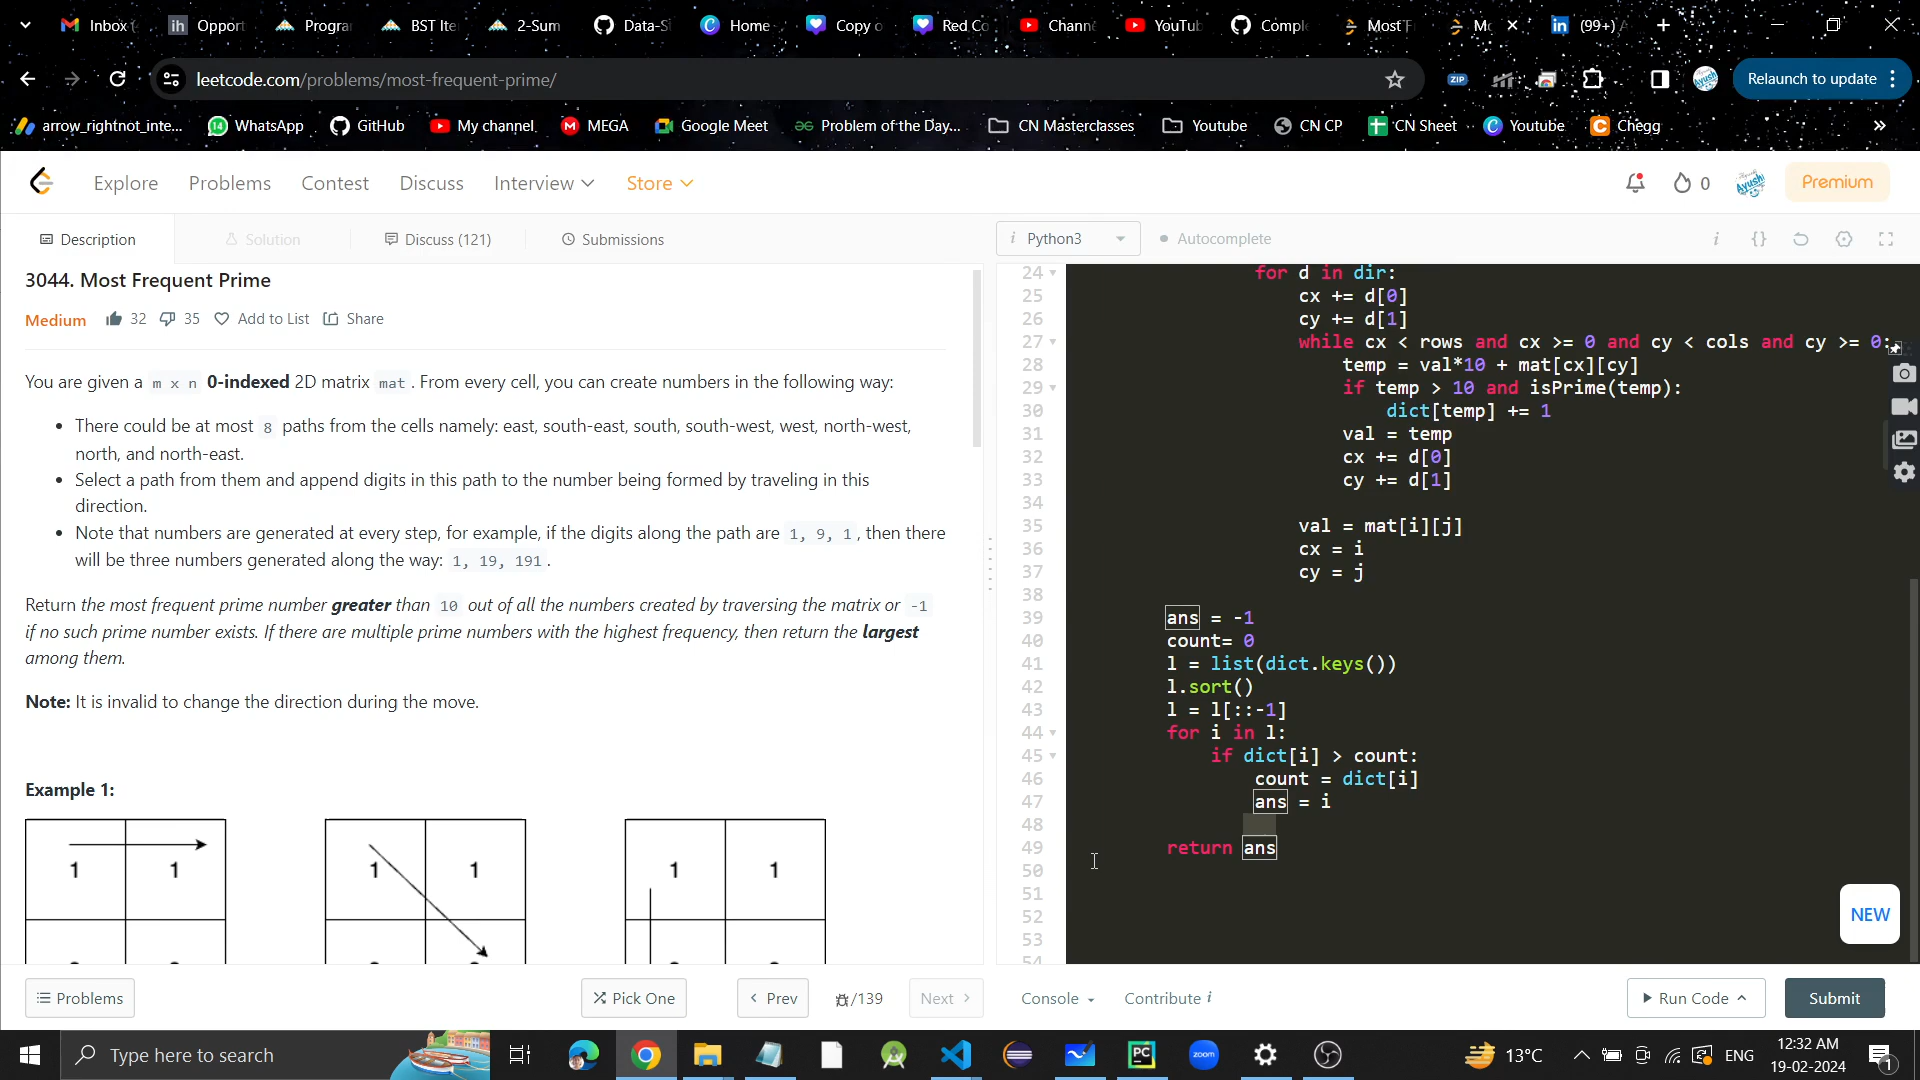 Inbox
Opport
Progra
BST Ite
2-Sum
Data-S
Home
Copy o
Red Co
Chann
YouTub
Compl
Most F
Mo
(99+)
leetcode.com/problems/most-frequent-prime/
ZIP
Relaunch to update
arrow_rightnot_inte...
WhatsApp
GitHub
My channel
MEGA
Google Meet
Problem of the Day...
CN Masterclasses
Youtube
CN CP
CN Sheet
Youtube
Chegg
Explore
Problems
Contest
Discuss
Interview
Store
0
Premium
Description
Solution
Discuss (121)
Submissions
i Python3
Autocomplete
3044. Most Frequent Prime
Medium 32 35 Add to List Share
You are given a m x n 0-indexed 2D matrix mat . From every cell, you can create numbers in the following way:
• There could be at most 8 paths from the cells namely: east, south-east, south, south-west, west, north-west,
north, and north-east.
• Select a path from them and append digits in this path to the number being formed by traveling in this
direction.
• Note that numbers are generated at every step, for example, if the digits along the path are 1, 9, 1 , then there
will be three numbers generated along the way: 1, 19, 191 .
Return the most frequent prime number greater than 10 out of all the numbers created by traversing the matrix or -1
if no such prime number exists. If there are multiple prime numbers with the highest frequency, then return the largest
among them.
Note: It is invalid to change the direction during the move.
Example 1:
1 1
1 1
1 1
24 for d in dir:
25 cx += d[0]
26 cy += d[1]
27 while cx < rows and cx >= 0 and cy < cols and cy >= 0:
28 temp = val*10 + mat[cx][cy]
29 if temp > 10 and isPrime(temp):
30 dict[temp] += 1
31 val = temp
32 cx += d[0]
33 cy += d[1]
34
35 val = mat[i][j]
36 cx = i
37 cy = j
38
39 ans = -1
40 count= 0
41 l = list(dict.keys())
42 l.sort()
43 l = l[::-1]
44 for i in l:
45 if dict[i] > count:
46 count = dict[i]
47 ans = i
48
49 return ans
50
51
52
53
54
NEW
Problems
Pick One
Prev
/139
Next
Console
Contribute i
Run Code
Submit
Type here to search
zoom
13°C
ENG
12:32 AM
19-02-2024
1